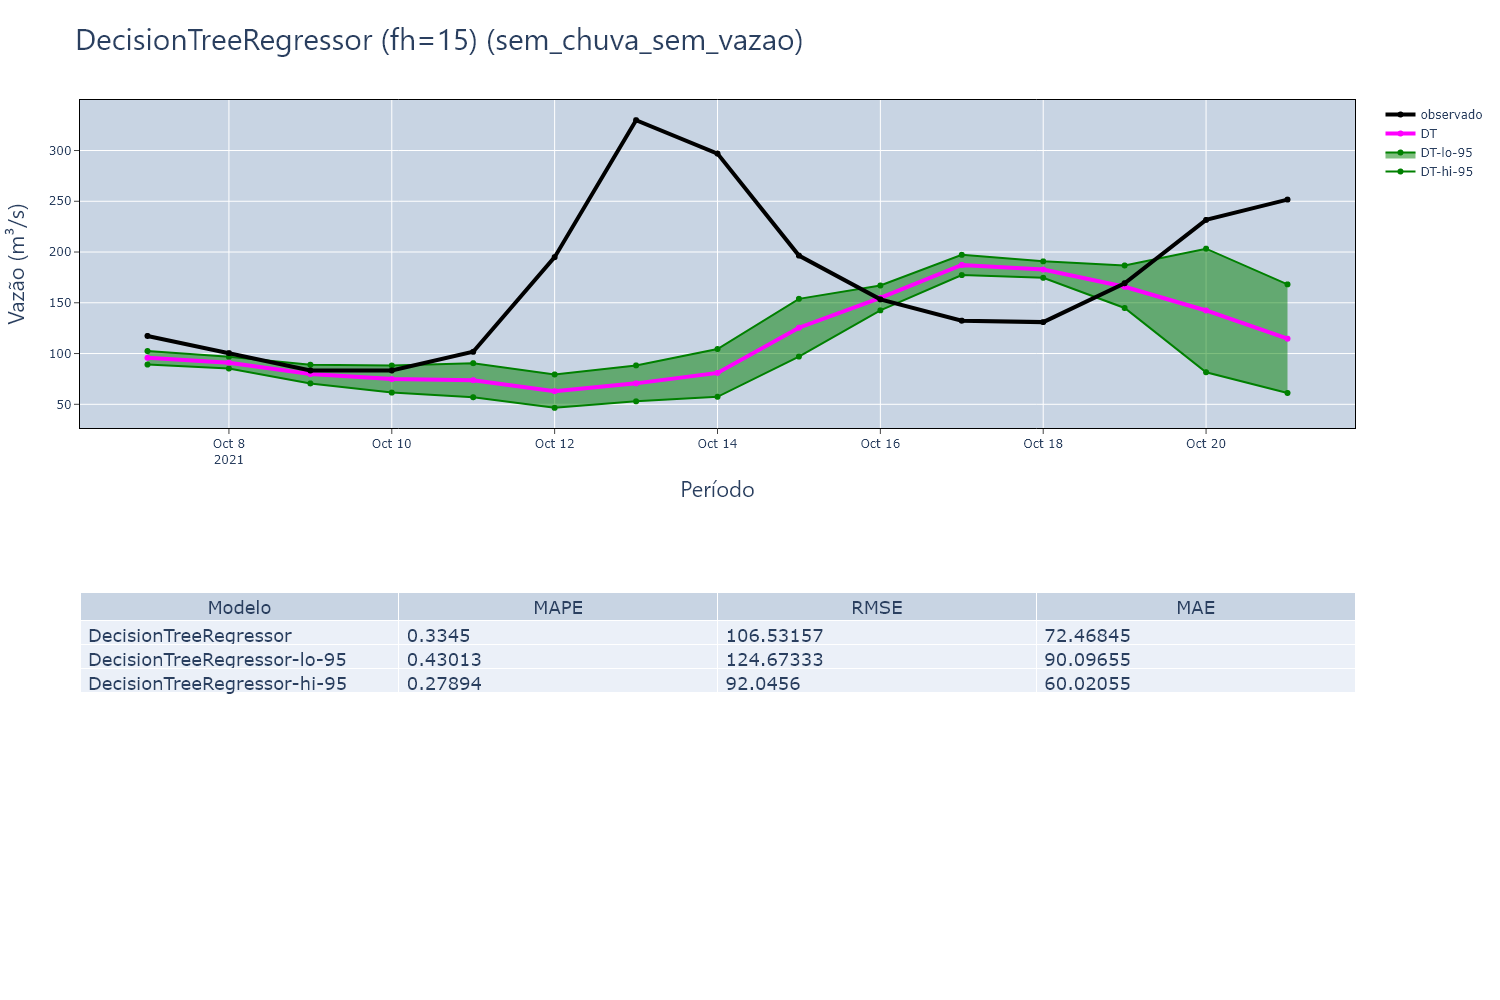 DecisionTreeRegressor (fh=15) (sem_chuva_sem_vazao)
observado
DT
DT-lo-95
DT-hi-95
Vazão (m³/s)
300
250
200
150
100
50
Oct 8 Oct 10 Oct 12 Oct 14 Oct 16 Oct 18 Oct 20
2021
Período
Modelo MAPE RMSE MAE
DecisionTreeRegressor 0.3345 106.53157 72.46845
DecisionTreeRegressor-lo-95 0.43013 124.67333 90.09655
DecisionTreeRegressor-hi-95 0.27894 92.0456 60.02055